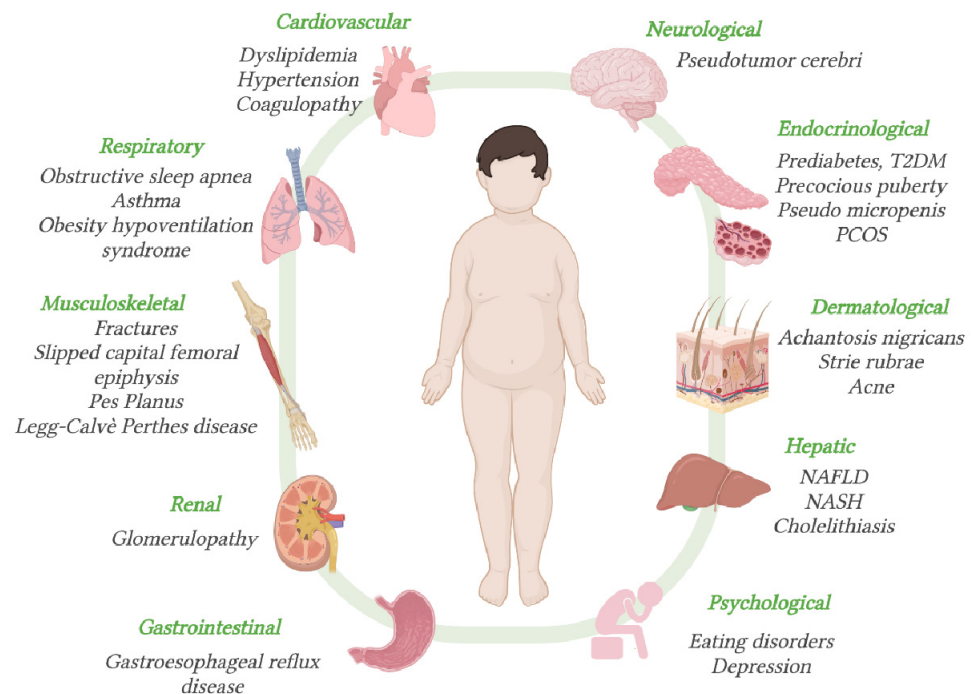 Cardiovascular
Dyslipidemia
Hypertension
Coagulopathy
Neurological
Pseudotumor cerebri
Respiratory
Obstructive sleep apnea
Asthma
Obesity hypoventilation
syndrome
Endocrinological
Prediabetes, T2DM
Precocious puberty
Pseudo micropenis
PCOS
Musculoskeletal
Fractures
Slipped capital femoral
epiphysis
Pes Planus
Legg-Calvè Perthes disease
Dermatological
Achantosis nigricans
Strie rubrae
Acne
Hepatic
NAFLD
NASH
Cholelithiasis
Renal
Glomerulopathy
Psychological
Eating disorders
Depression
Gastrointestinal
Gastroesophageal reflux
disease